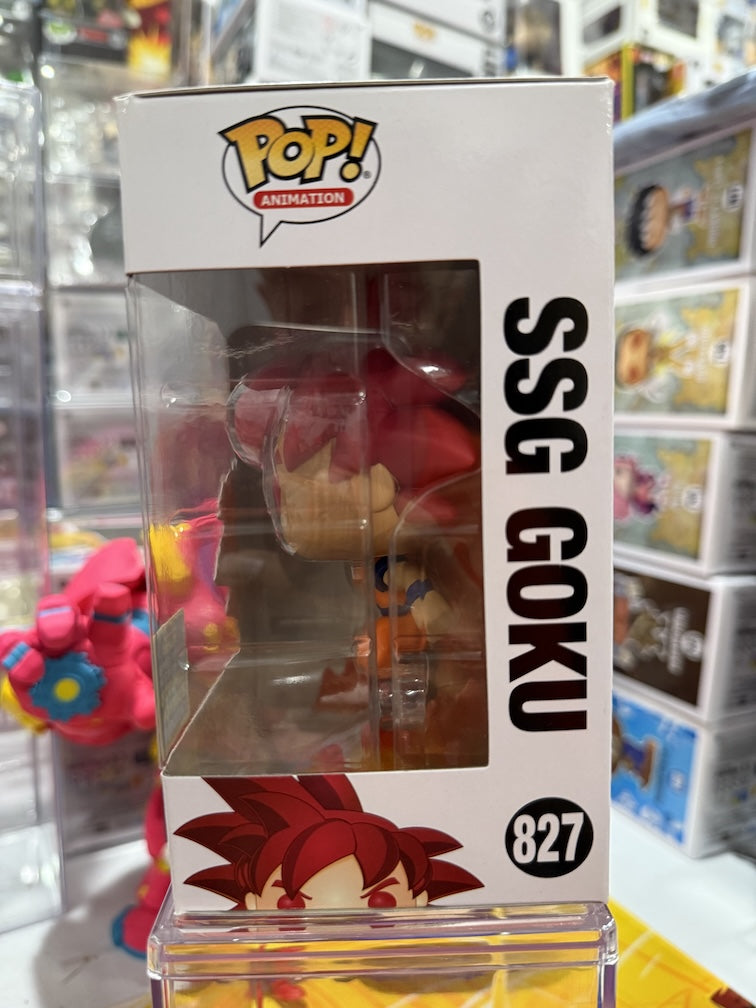 POP!
ANIMATION
SSG GOKU
827